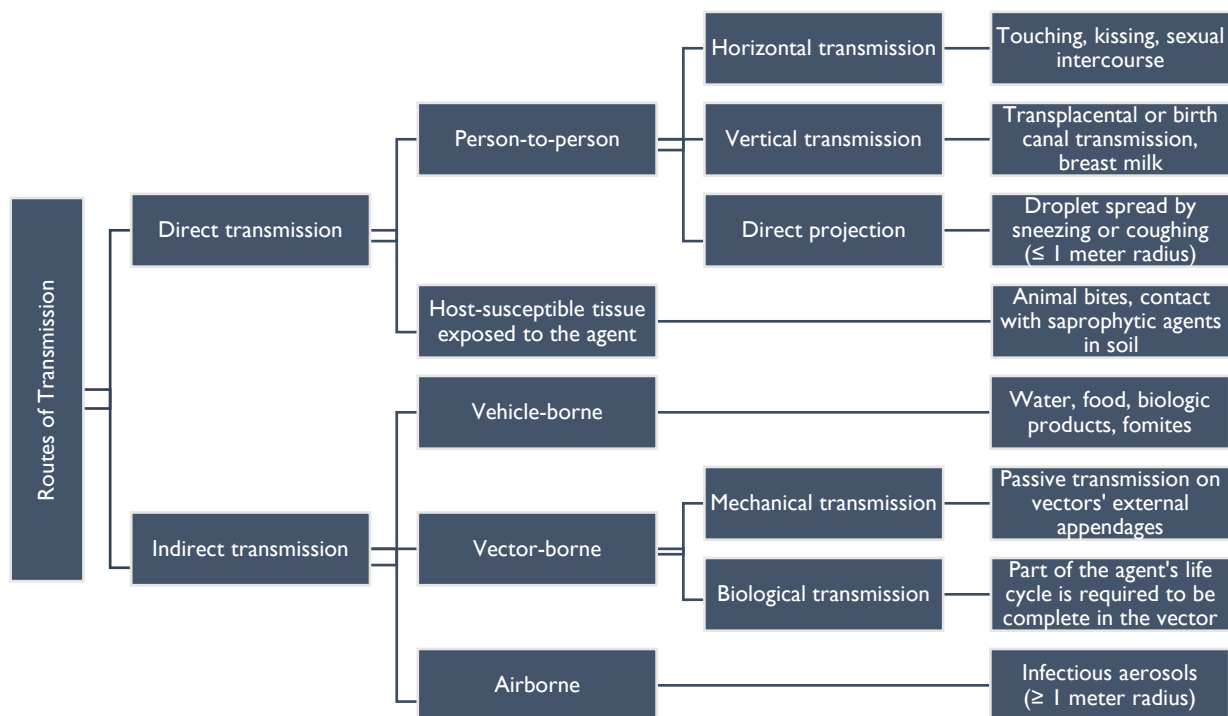 Routes of Transmission
Direct transmission
Person-to-person
Horizontal transmission
Touching, kissing, sexual
intercourse
Vertical transmission
Transplacental or birth
canal transmission,
breast milk
Direct projection
Droplet spread by
sneezing or coughing
(≤ 1 meter radius)
Host-susceptible tissue
exposed to the agent
Animal bites, contact
with saprophytic agents
in soil
Indirect transmission
Vehicle-borne
Water, food, biologic
products, fomites
Vector-borne
Mechanical transmission
Passive transmission on
vectors' external
appendages
Biological transmission
Part of the agent's life
cycle is required to be
complete in the vector
Airborne
Infectious aerosols
(≥ 1 meter radius)